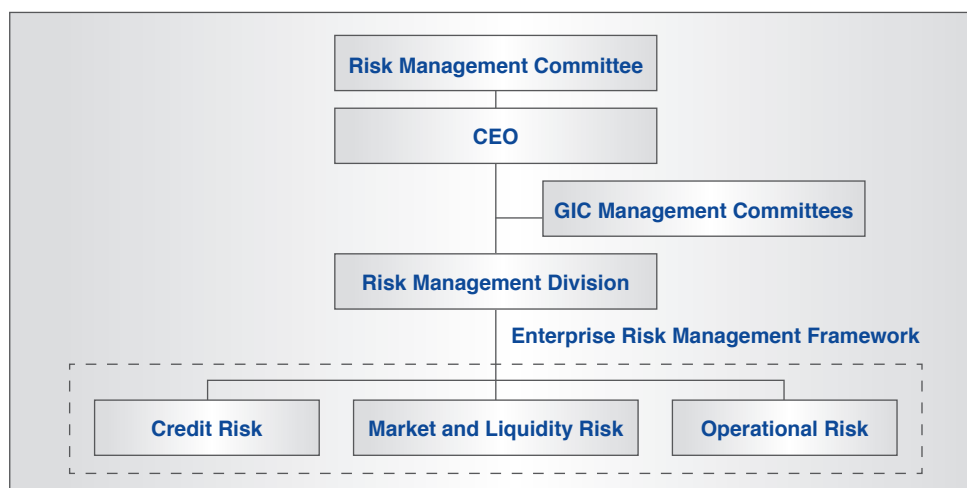 Risk Management Committee
CEO
GIC Management Committees
Risk Management Division
Enterprise Risk Management Framework
Credit Risk
Market and Liquidity Risk
Operational Risk